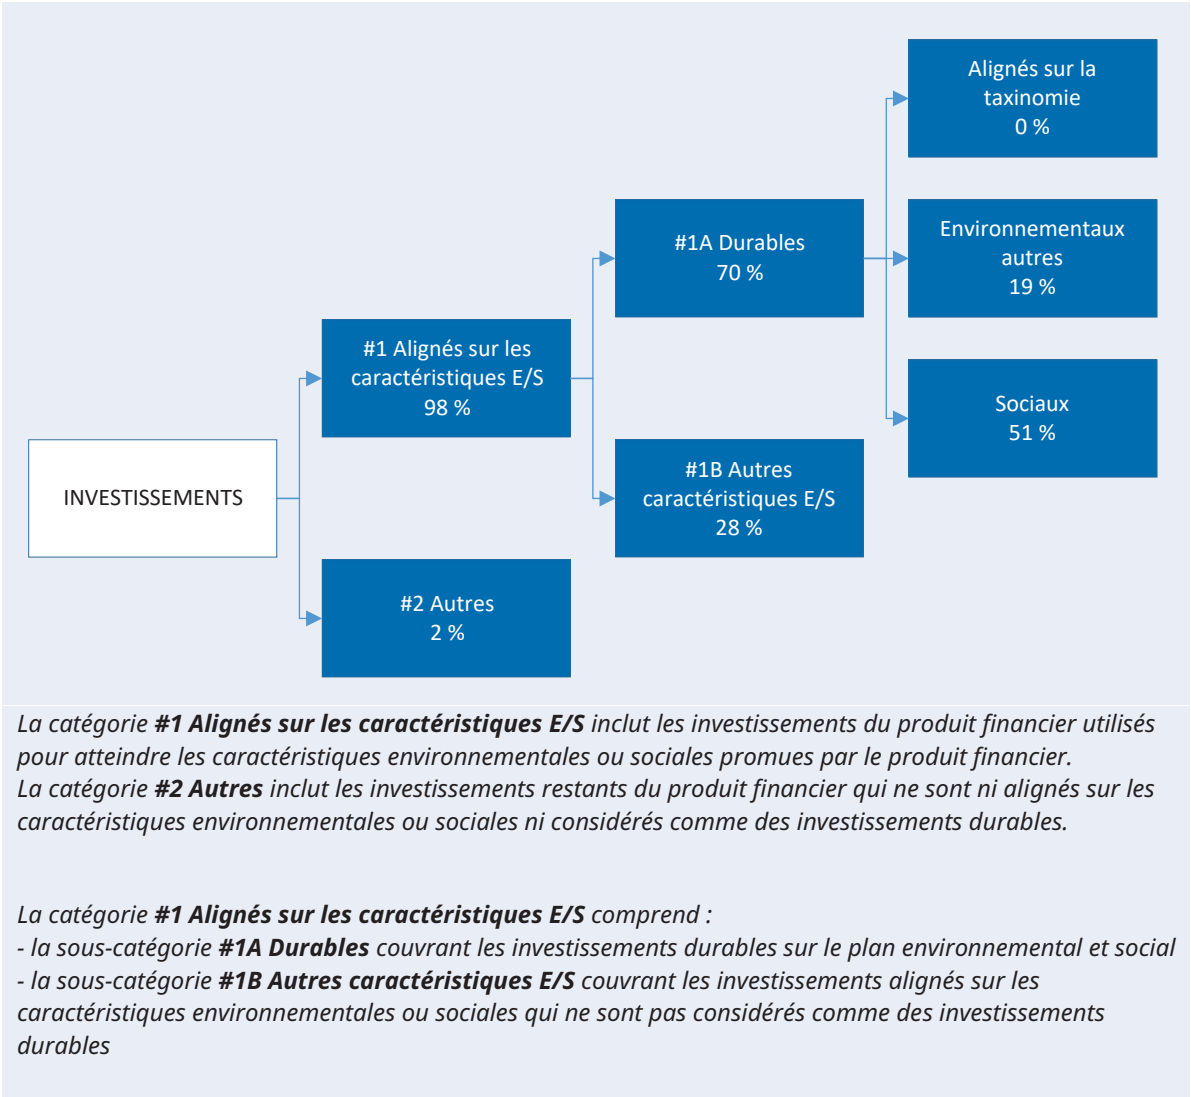 Alignés sur la
taxinomie
0 %
#1A Durables
70 %
Environnementaux
autres
19 %
#1 Alignés sur les
caractéristiques E/S
98 %
Sociaux
51 %
INVESTISSEMENTS
#1B Autres
caractéristiques E/S
28 %
#2 Autres
2 %
La catégorie #1 Alignés sur les caractéristiques E/S inclut les investissements du produit financier utilisés
pour atteindre les caractéristiques environnementales ou sociales promues par le produit financier.
La catégorie #2 Autres inclut les investissements restants du produit financier qui ne sont ni alignés sur les
caractéristiques environnementales ou sociales ni considérés comme des investissements durables.
La catégorie #1 Alignés sur les caractéristiques E/S comprend :
- la sous-catégorie #1A Durables couvrant les investissements durables sur le plan environnemental et social
- la sous-catégorie #1B Autres caractéristiques E/S couvrant les investissements alignés sur les
caractéristiques environnementales ou sociales qui ne sont pas considérés comme des investissements
durables